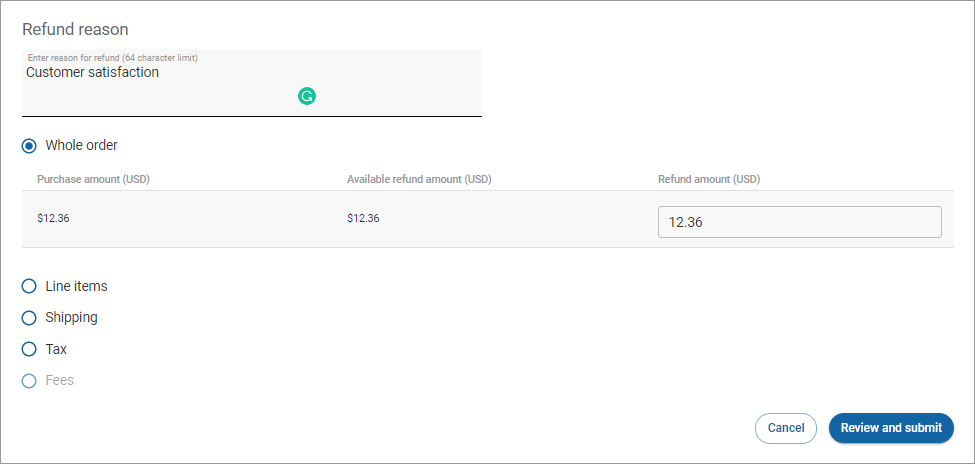 Refund reason
Enter reason for refund (64 character limit)
Customer satisfaction
Whole order
Purchase amount (USD) Available refund amount (USD) Refund amount (USD)
$12.36 $12.36 12.36
Line items
Shipping
Tax
Fees
Cancel Review and submit